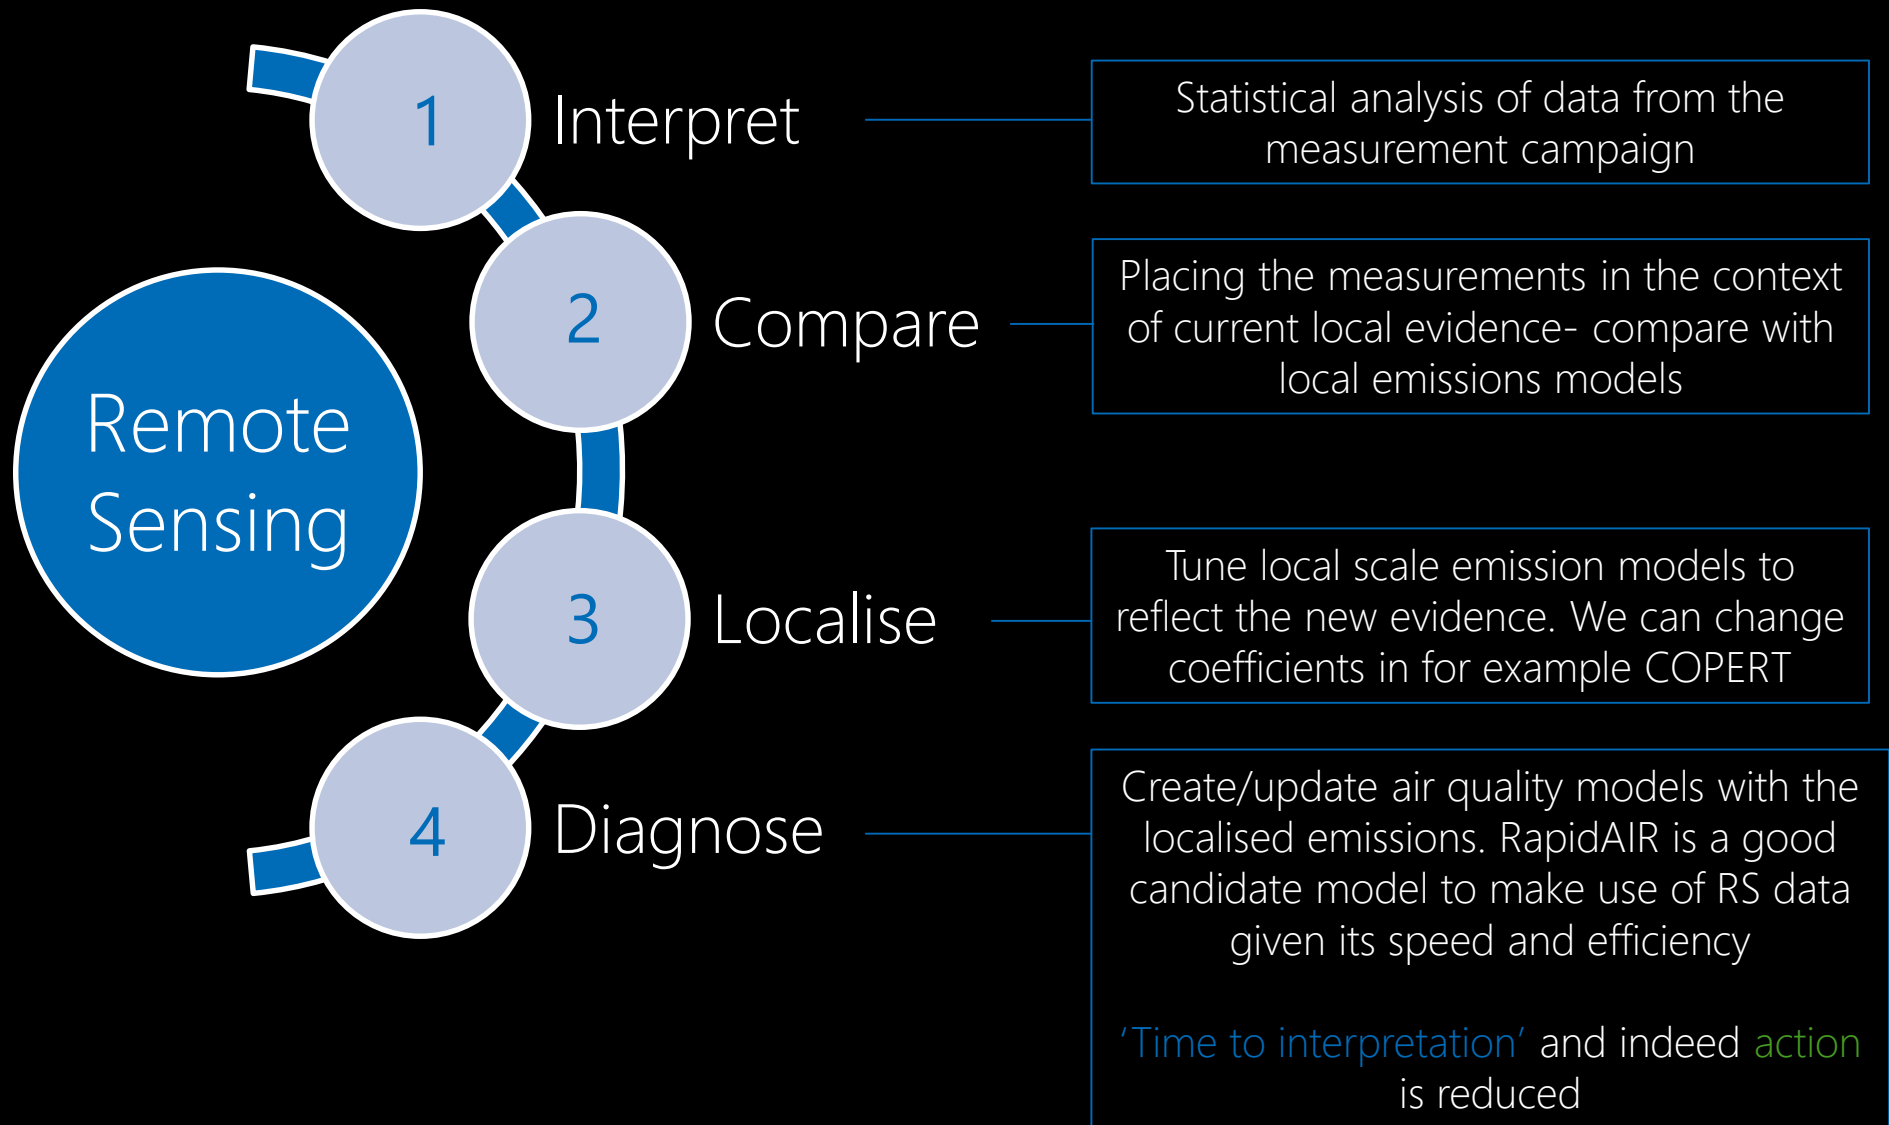 Remote
Sensing
1
Interpret
Statistical analysis of data from the
measurement campaign
2
Compare
Placing the measurements in the context
of current local evidence- compare with
local emissions models
3
Localise
Tune local scale emission models to
reflect the new evidence. We can change
coefficients in for example COPERT
4
Diagnose
Create/update air quality models with the
localised emissions. RapidAIR is a good
candidate model to make use of RS data
given its speed and efficiency
‘Time to interpretation’ and indeed action
is reduced